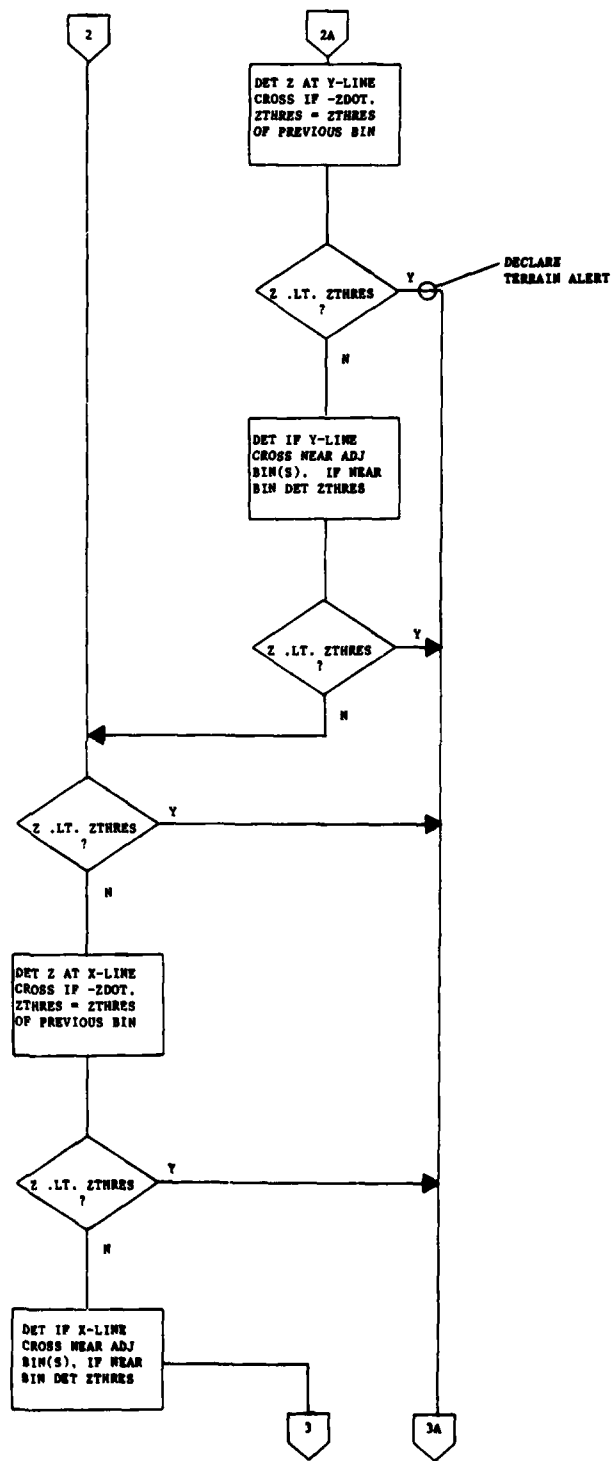 2
2A
DET Z AT Y-LINE
CROSS IF -ZDOT.
ZTHRES = ZTHRES
OF PREVIOUS BIN
Z .LT. ZTHRES
?
Y
DECLARE
TERRAIN ALERT
N
DET IF Y-LINE
CROSS NEAR ADJ
BIN(S). IF NEAR
BIN DET ZTHRES
Z .LT. ZTHRES
?
Y
N
Z .LT. ZTHRES
?
Y
N
DET Z AT X-LINE
CROSS IF -ZDOT.
ZTHRES = ZTHRES
OF PREVIOUS BIN
Z .LT. ZTHRES
?
Y
N
DET IF X-LINE
CROSS NEAR ADJ
BIN(S). IF NEAR
BIN DET ZTHRES
3
3A